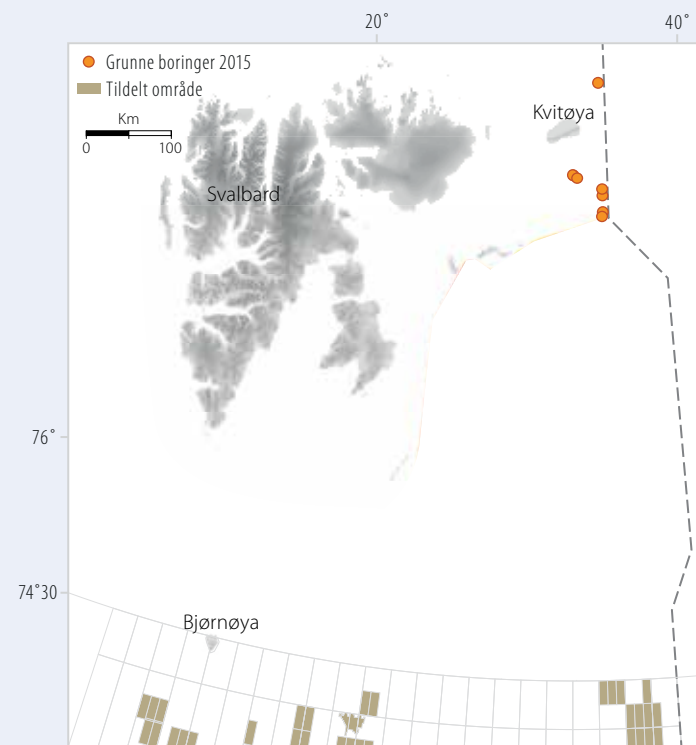 20° 40°
Grunne boringer 2015
Tildelt område
Km
0 100
Kvitøya
Svalbard
76°
74°30
Bjørnøya